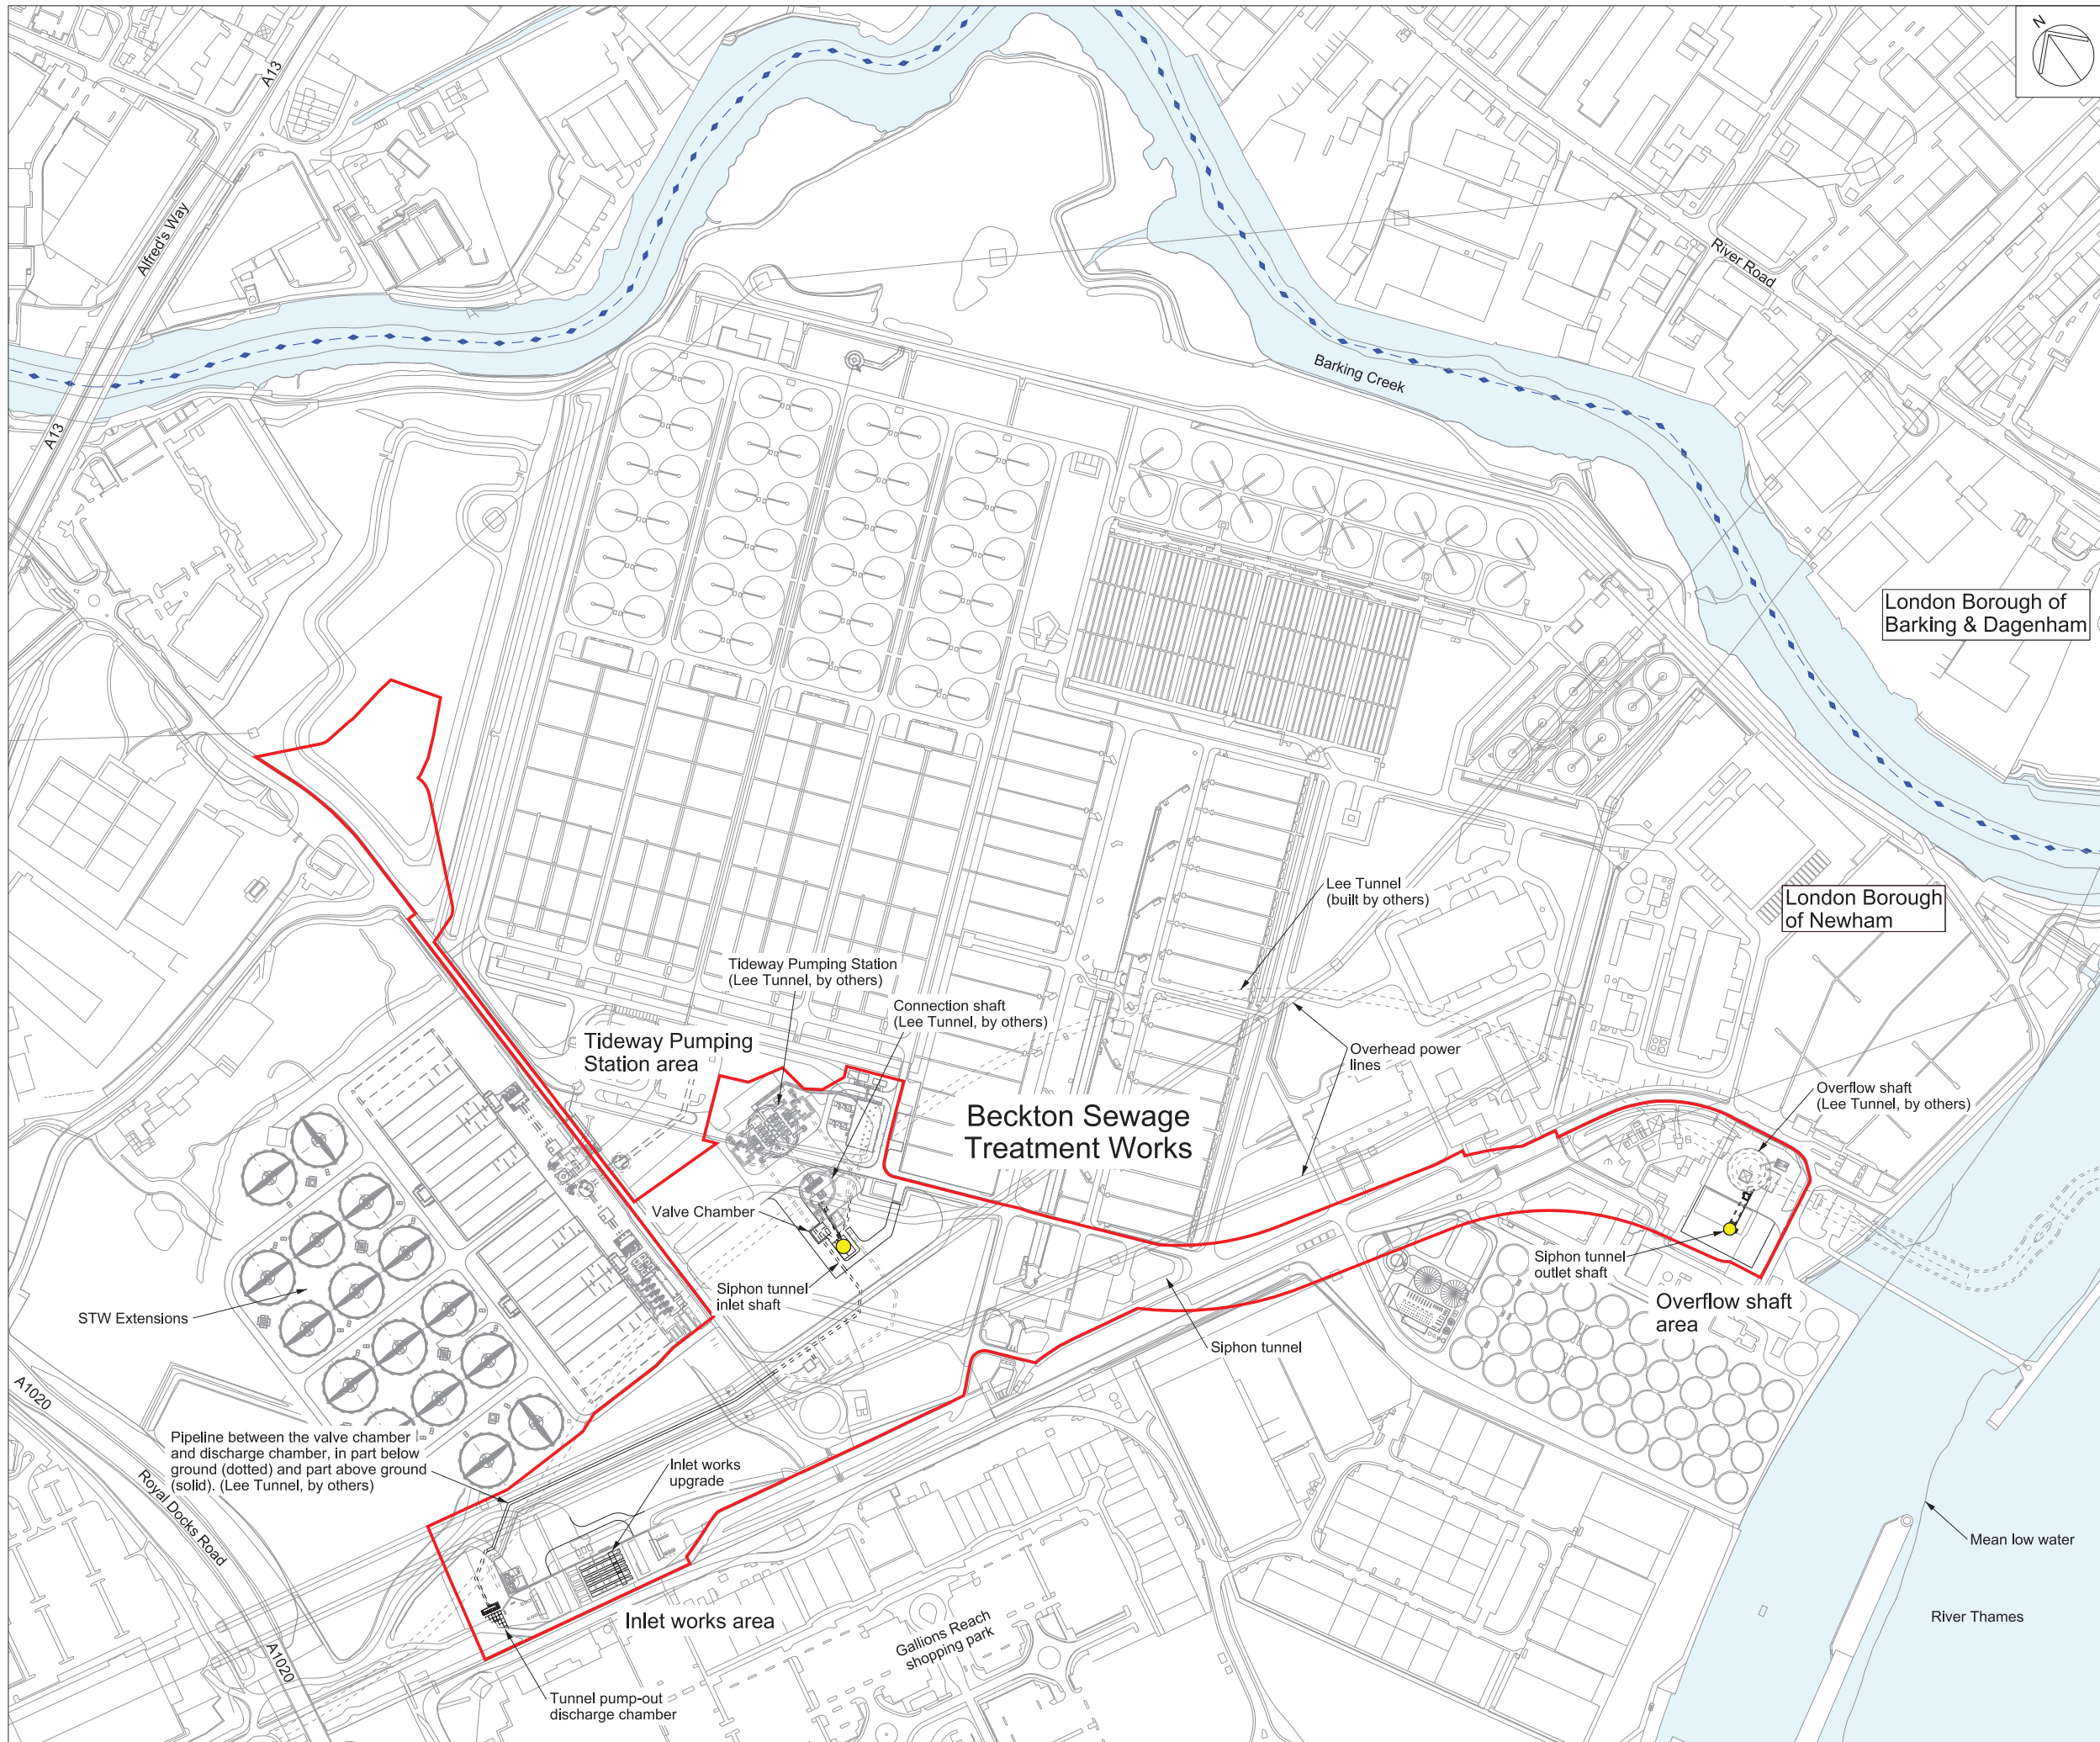 N
A13
Alfred's Way
River Road
Barking Creek
A13
London Borough of
Barking & Dagenham
Lee Tunnel
(built by others)
London Borough
of Newham
Tideway Pumping Station
(Lee Tunnel, by others)
Connection shaft
(Lee Tunnel, by others)
Tideway Pumping
Station area
Overhead power
lines
Beckton Sewage
Treatment Works
Overflow shaft
(Lee Tunnel, by others)
Valve Chamber
Siphon tunnel
outlet shaft
Siphon tunnel
inlet shaft
Overflow shaft
area
STW Extensions
Siphon tunnel
A1020
Pipeline between the valve chamber
and discharge chamber, in part below
ground (dotted) and part above ground
(solid). (Lee Tunnel, by others)
Inlet works
upgrade
Royal Docks Road
Mean low water
River Thames
Inlet works area
Gallions Reach
shopping park
A1020
Tunnel pump-out
discharge chamber